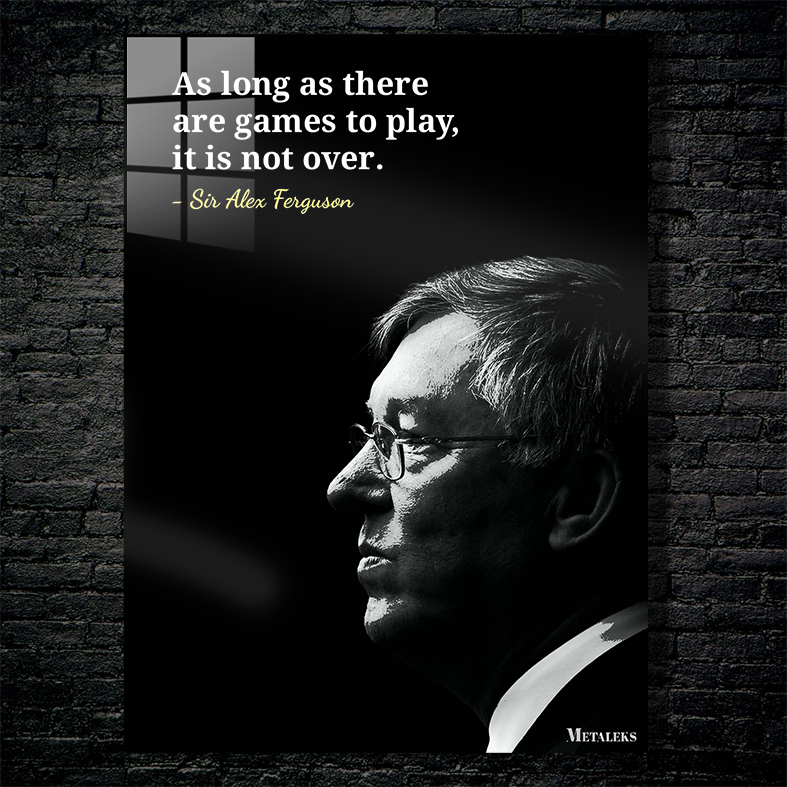 As long as there
are games to play,
it is not over.
- Sir Alex Ferguson
METALEKS